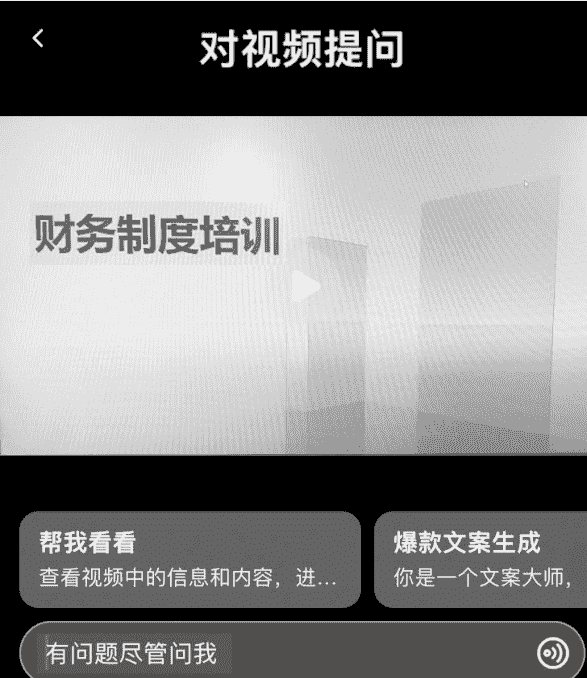 对视频提问
财务制度培训
帮我看看
查看视频中的信息和内容，进...
爆款文案生成
你是一个文案大师，
有问题尽管问我